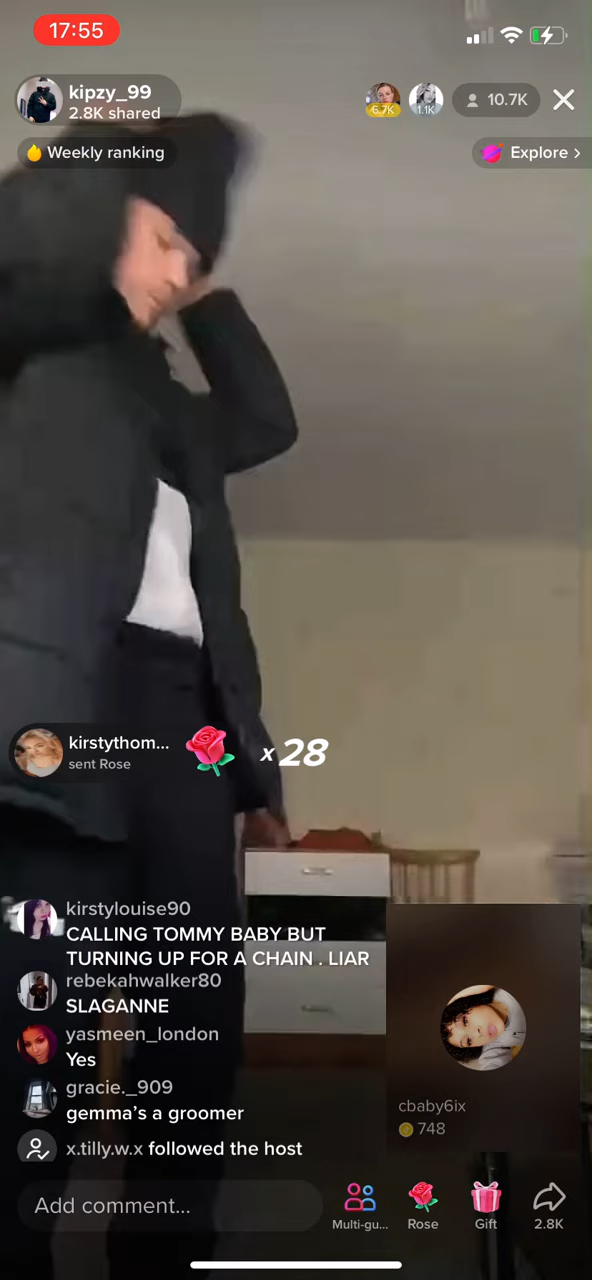 17:55
kipzy_99
2.8K shared
6.7K
1.1K
10.7K
Weekly ranking
Explore >
kirstythom...
sent Rose
x 28
kirstylouise90
CALLING TOMMY BABY BUT
TURNING UP FOR A CHAIN . LIAR
rebekahwalker80
SLAGANNE
yasmeen_london
Yes
gracie._909
gemma's a groomer
x.tilly.w.x followed the host
cbaby6ix
748
Add comment...
Multi-gu...
Rose
Gift
2.8K